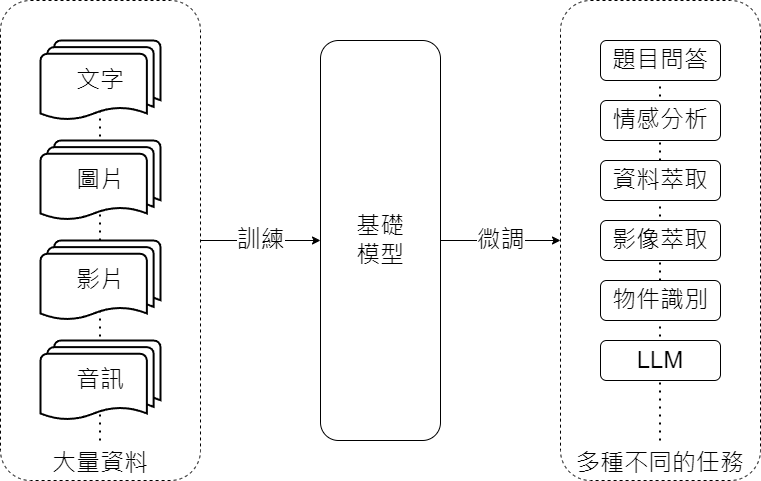 文字
圖片
影片
音訊
大量資料
訓練
基礎
模型
微調
題目問答
情感分析
資料萃取
影像萃取
物件識別
LLM
多種不同的任務